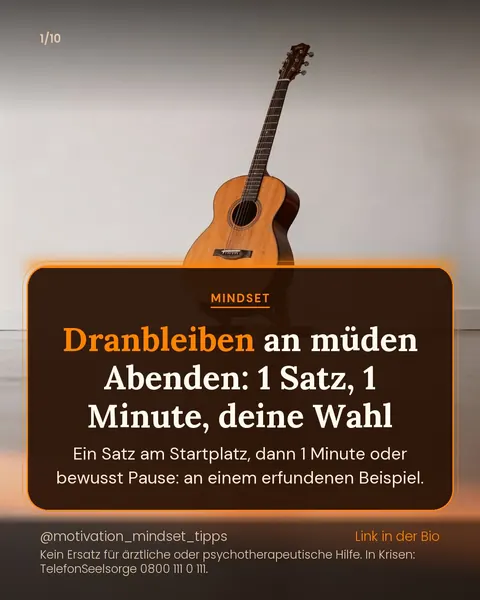 1/10
MINDSET
Dranbleiben an müden
Abenden: 1 Satz, 1
Minute, deine Wahl
Ein Satz am Startplatz, dann 1 Minute oder
bewusst Pause: an einem erfundenen Beispiel.
@motivation_mindset_tipps
Link in der Bio
Kein Ersatz für ärztliche oder psychotherapeutische Hilfe. In Krisen:
TelefonSeelsorge 0800 111 0 111.